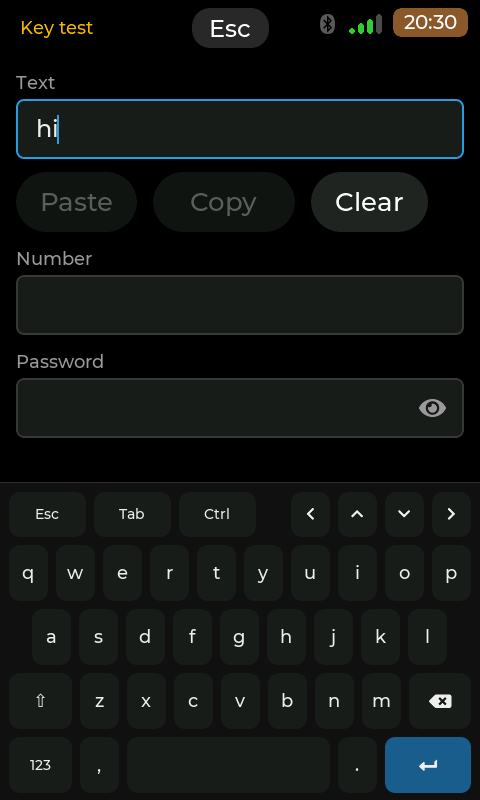 Key test
Esc
20:30
Text
hi
Paste Copy Clear
Number
Password
Esc Tab Ctrl
q w e r t y u i o p
a s d f g h j k l
z x c v b n m
123 , .